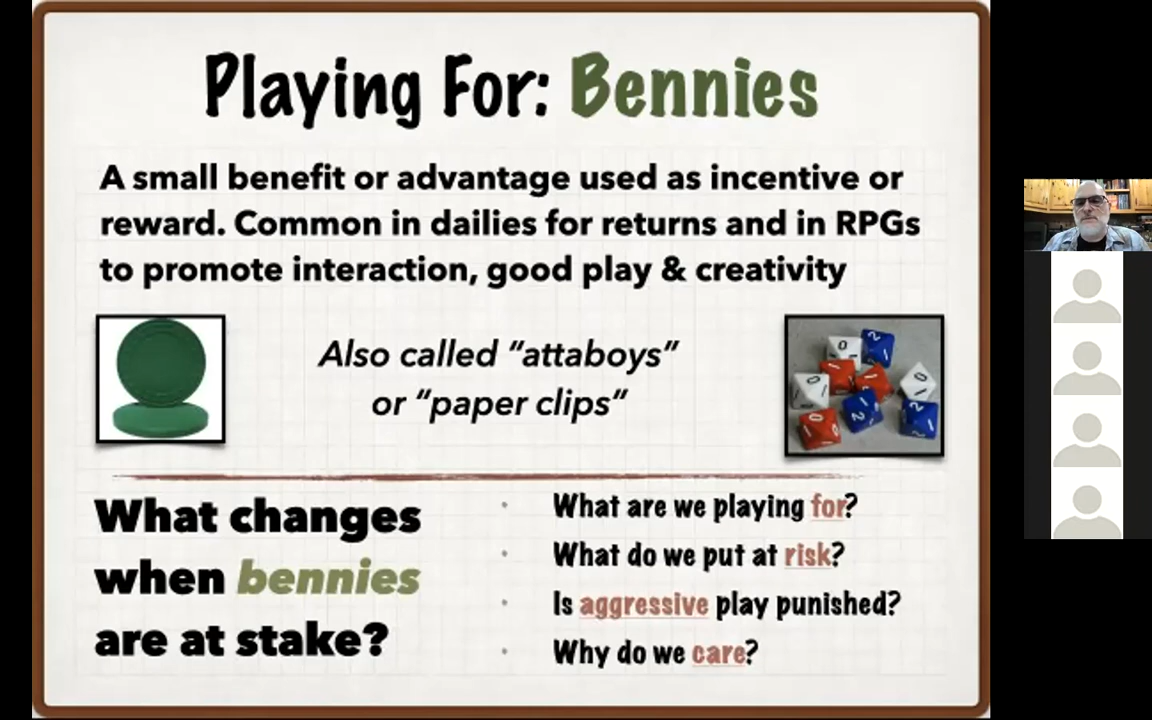 Playing For: Bennies
A small benefit or advantage used as incentive or
reward. Common in dailies for returns and in RPGs
to promote interaction, good play & creativity
Also called “attaboys”
or “paper clips”
What changes
when bennies
are at stake?
What are we playing for?
What do we put at risk?
Is aggressive play punished?
Why do we care?